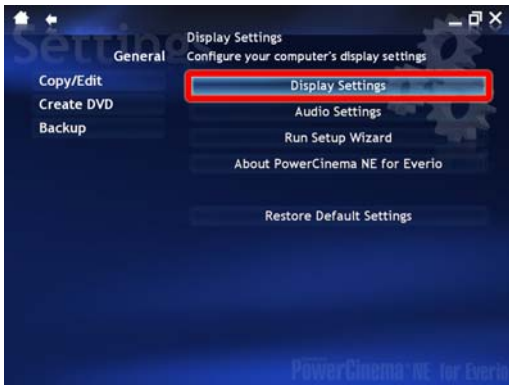 Settings
Display Settings
General
Configure your computer's display settings
Copy/Edit
Create DVD
Backup
Display Settings
Audio Settings
Run Setup Wizard
About PowerCinema NE for Everio
Restore Default Settings
PowerCinema NE for Everio